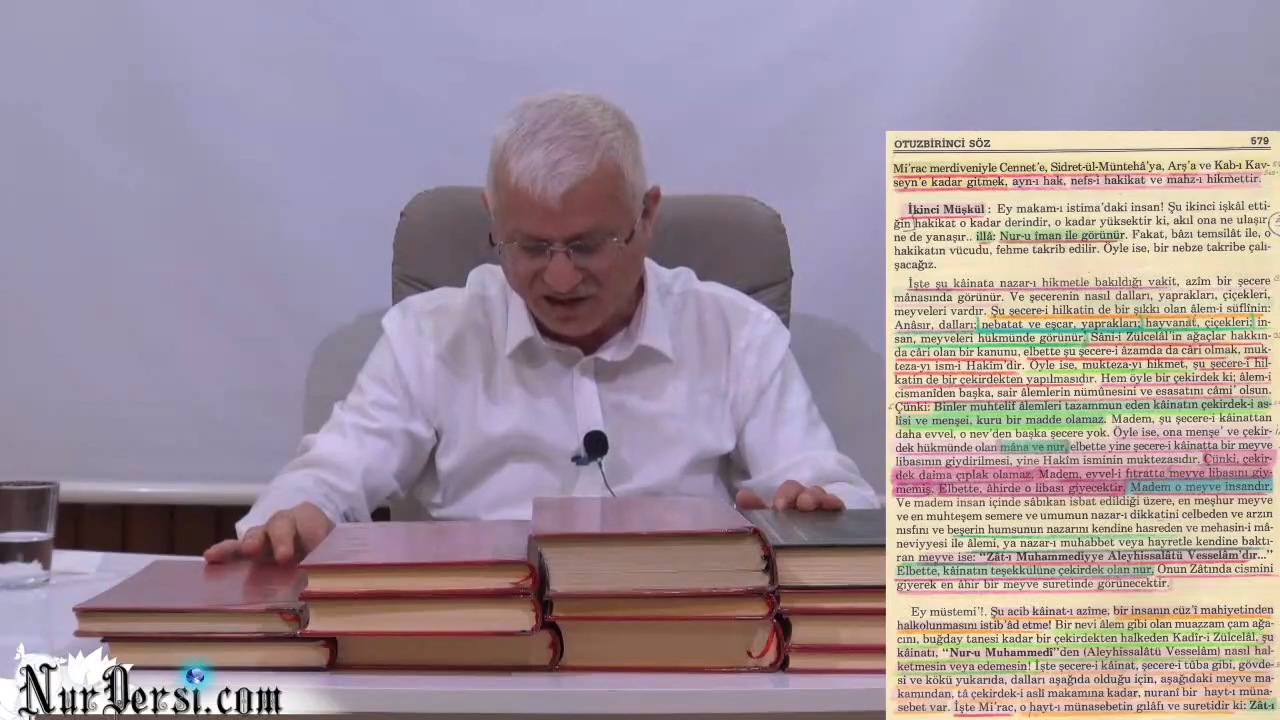 OTUZBİRİNCİ SÖZ 579
Mi'rac merdiveniyle Cennet'e, Sidret-ül-Müntehâ'ya, Arş'a ve Kab-ı Kav-
seyn'e kadar gitmek, ayn-ı hak, nefs-i hakikat ve mahz-ı hikmettir.
İkinci Müşkül : Ey makam-ı istima'daki insan! Şu ikinci işkâl etti-
ğin hakikat o kadar derindir, o kadar yüksektir ki, akıl ona ne ulaşır
ne de yanaşır.. illâ: Nur-u îman ile görünür. Fakat, bâzı temsilât ile, o
hakikatın vücudu, fehme takrib edilir. Öyle ise, bir nebze takribe çalı-
şacağız.
İşte şu kâinata nazar-ı hikmetle bakıldığı vakit, azîm bir şecere
mânasında görünür. Ve şecerenin nasıl dalları, yaprakları, çiçekleri,
meyveleri vardır. Şu şecere-i hilkatin de bir şıkkı olan âlem-i süflînin:
Anâsır, dalları; nebatat ve eşcar, yaprakları; hayvanat, çiçekleri; in-
san, meyveleri hükmünde görünür. Sâni-i Zülcelâl'in ağaçlar hakkın-
da câri olan bir kanunu, elbette şu şecere-i âzamda da câri olmak, muk-
teza-yı ism-i Hakîm'dir. Öyle ise, mukteza-yı hikmet, şu şecere-i hil-
katin de bir çekirdekten yapılmasıdır. Hem öyle bir çekirdek ki; âlem-i
cismanîden başka, sair âlemlerin nümûnesini ve esasatını câmi' olsun.
Çünki: Binler muhtelif âlemleri tazammun eden kâinatın çekirdek-i as-
lîsi ve menşei, kuru bir madde olamaz. Madem, şu şecere-i kâinattan
daha evvel, o nev'den başka şecere yok. Öyle ise, ona menşe' ve çekir-
dek hükmünde olan mâna ve nur, elbette yine şecere-i kâinatta bir meyve
libasının giydirilmesi, yine Hakîm isminin muktezasıdır. Çünki, çekir-
dek daima çıplak olamaz. Madem, evvel-i fıtratta meyve libasını giy-
memiş. Elbette, âhirde o libası giyecektir. Madem o meyve insandır.
Ve madem insan içinde sâbıkan isbat edildiği üzere, en meşhur meyve
ve en muhteşem semere ve umumun nazar-ı dikkatini celbeden ve arzın
nısfını ve beşerin humsunun nazarını kendine hasreden ve mehasin-i mâ-
neviyyesi ile âlemi, ya nazar-ı muhabbet veya hayretle kendine baktı-
ran meyve ise: "Zât-ı Muhammediyye Aleyhissalâtü Vesselâm'dır..."
Elbette, kâinatın teşekkülüne çekirdek olan nur, Onun Zâtında cismini
giyerek en âhir bir meyve suretinde görünecektir.
Ey müstemi'!. Şu acib kâinat-ı azîme, bir insanın cüz'î mahiyetinden
halkolunmasını istib'âd etme! Bir nevi âlem gibi olan muazzam çam ağa-
cını, buğday tanesi kadar bir çekirdekten halkeden Kadîr-i Zülcelâl, şu
kâinatı, "Nur-u Muhammedî"den (Aleyhissalâtü Vesselâm) nasıl hal-
ketmesin veya edemesin! İşte şecere-i kâinat, şecere-i tûba gibi, gövde-
si ve kökü yukarıda, dalları aşağıda olduğu için, aşağıdaki meyve ma-
kamından, tâ çekirdek-i aslî makamına kadar, nuranî bir hayt-ı müna-
sebet var. İşte Mi'rac, o hayt-ı münasebetin gılâfı ve suretidir ki: Zât-ı
NurDersi.com